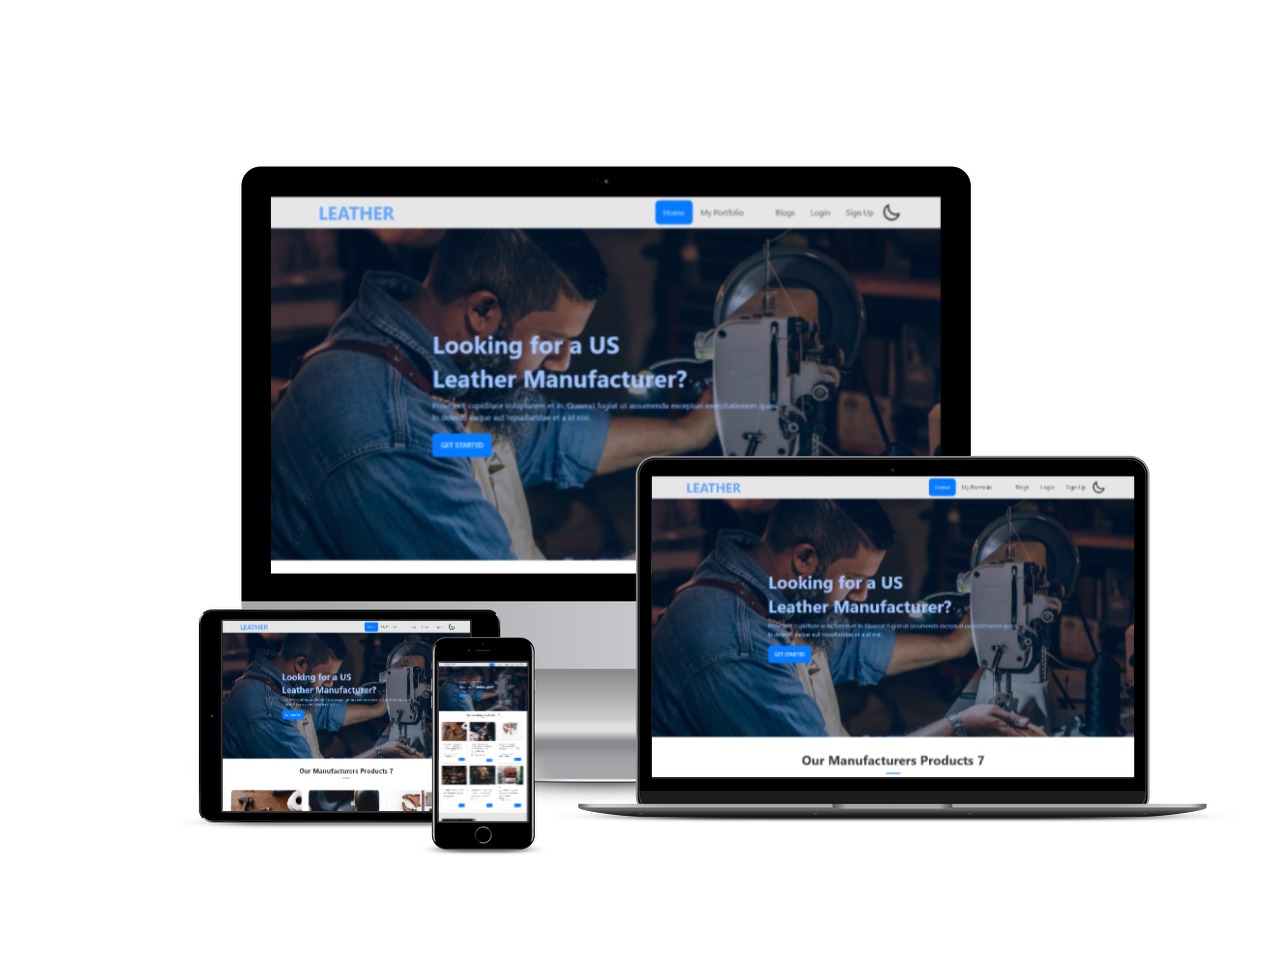 LEATHER
Home My Portfolio Blogs Login Sign Up
Looking for a US
Leather Manufacturer?
cupiditate voluptatem et in. Quaerat fugiat ut assumenda excepturi exercitationem
in deleniti eaque aut repudiandae et a id nisi.
GET STARTED
LEATHER
Home My Portfolio Blogs Login Sign Up
Looking for a US
Leather Manufacturer?
cupiditate voluptatem et in. Quaerat fugiat ut assumenda excepturi exercitationem
in deleniti eaque aut repudiandae et a id nisi.
GET STARTED
Our Manufacturers Products 7
LEATHER
Looking for a US
Leather Manufacturer?
Our Manufacturers Products 7